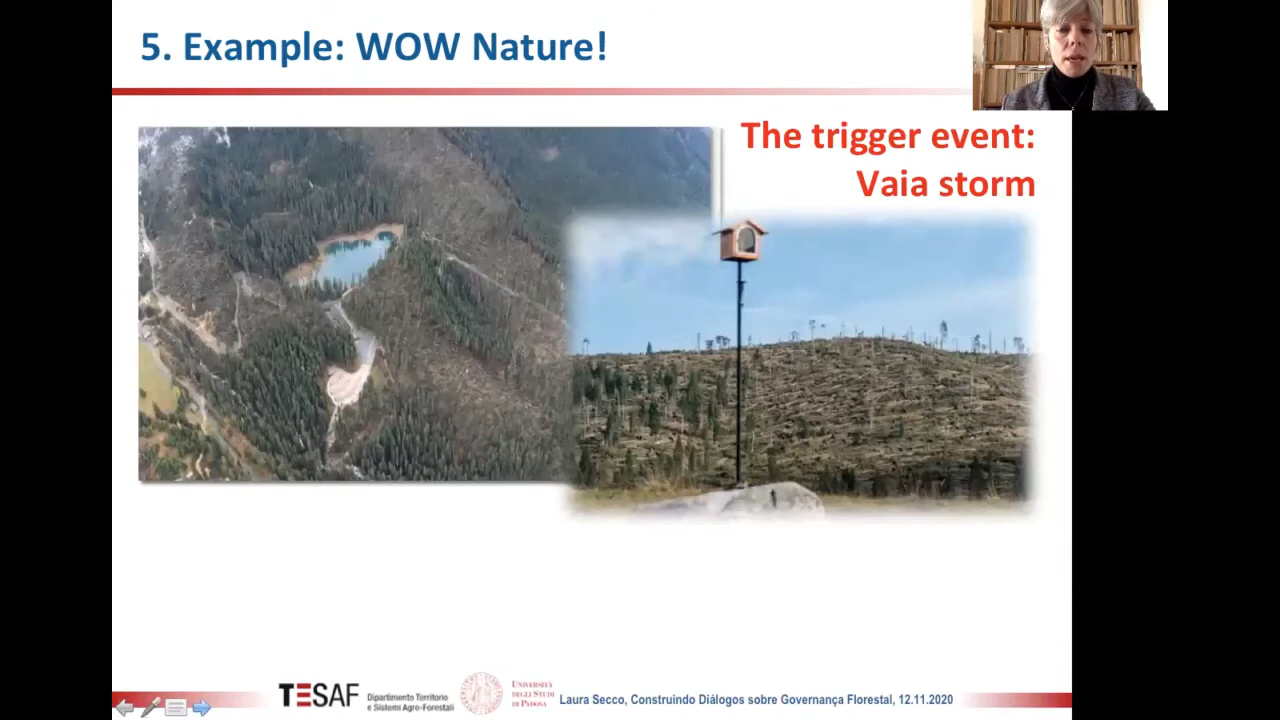 5. Example: WOW Nature!
The trigger event:
Vaia storm
TESAF
Dipartimento Territorio
e Sistemi Agro-Forestali
Università
degli Studi
di Padova
Laura Secco, Construindo Diálogos sobre Governança Florestal, 12.11.2020